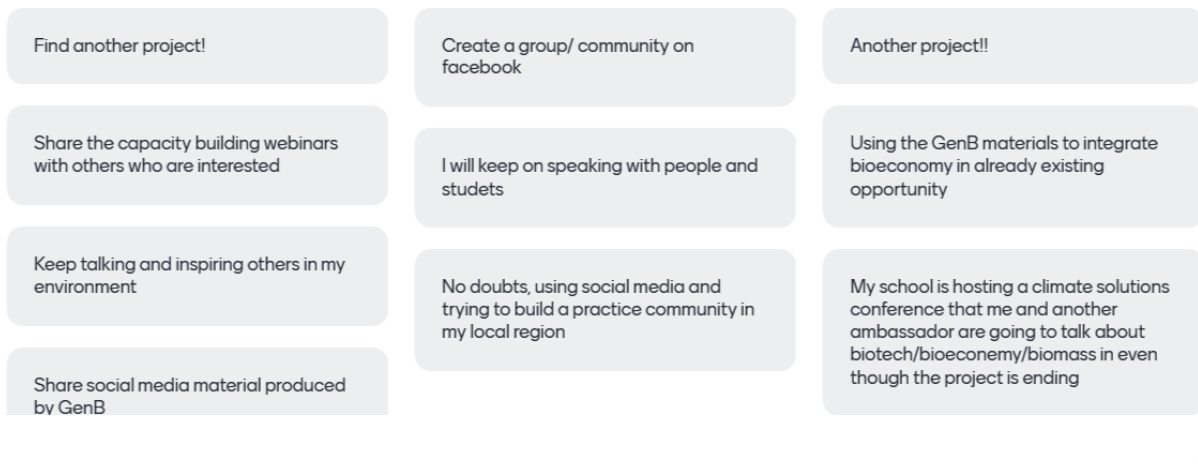 Find another project!
Share the capacity building webinars
with others who are interested
Keep talking and inspiring others in my
environment
Share social media material produced
by GenB
Create a group/ community on
facebook
I will keep on speaking with people and
studets
No doubts, using social media and
trying to build a practice community in
my local region
Another project!!
Using the GenB materials to integrate
bioeconomy in already existing
opportunity
My school is hosting a climate solutions
conference that me and another
ambassador are going to talk about
biotech/bioeconemy/biomass in even
though the project is ending